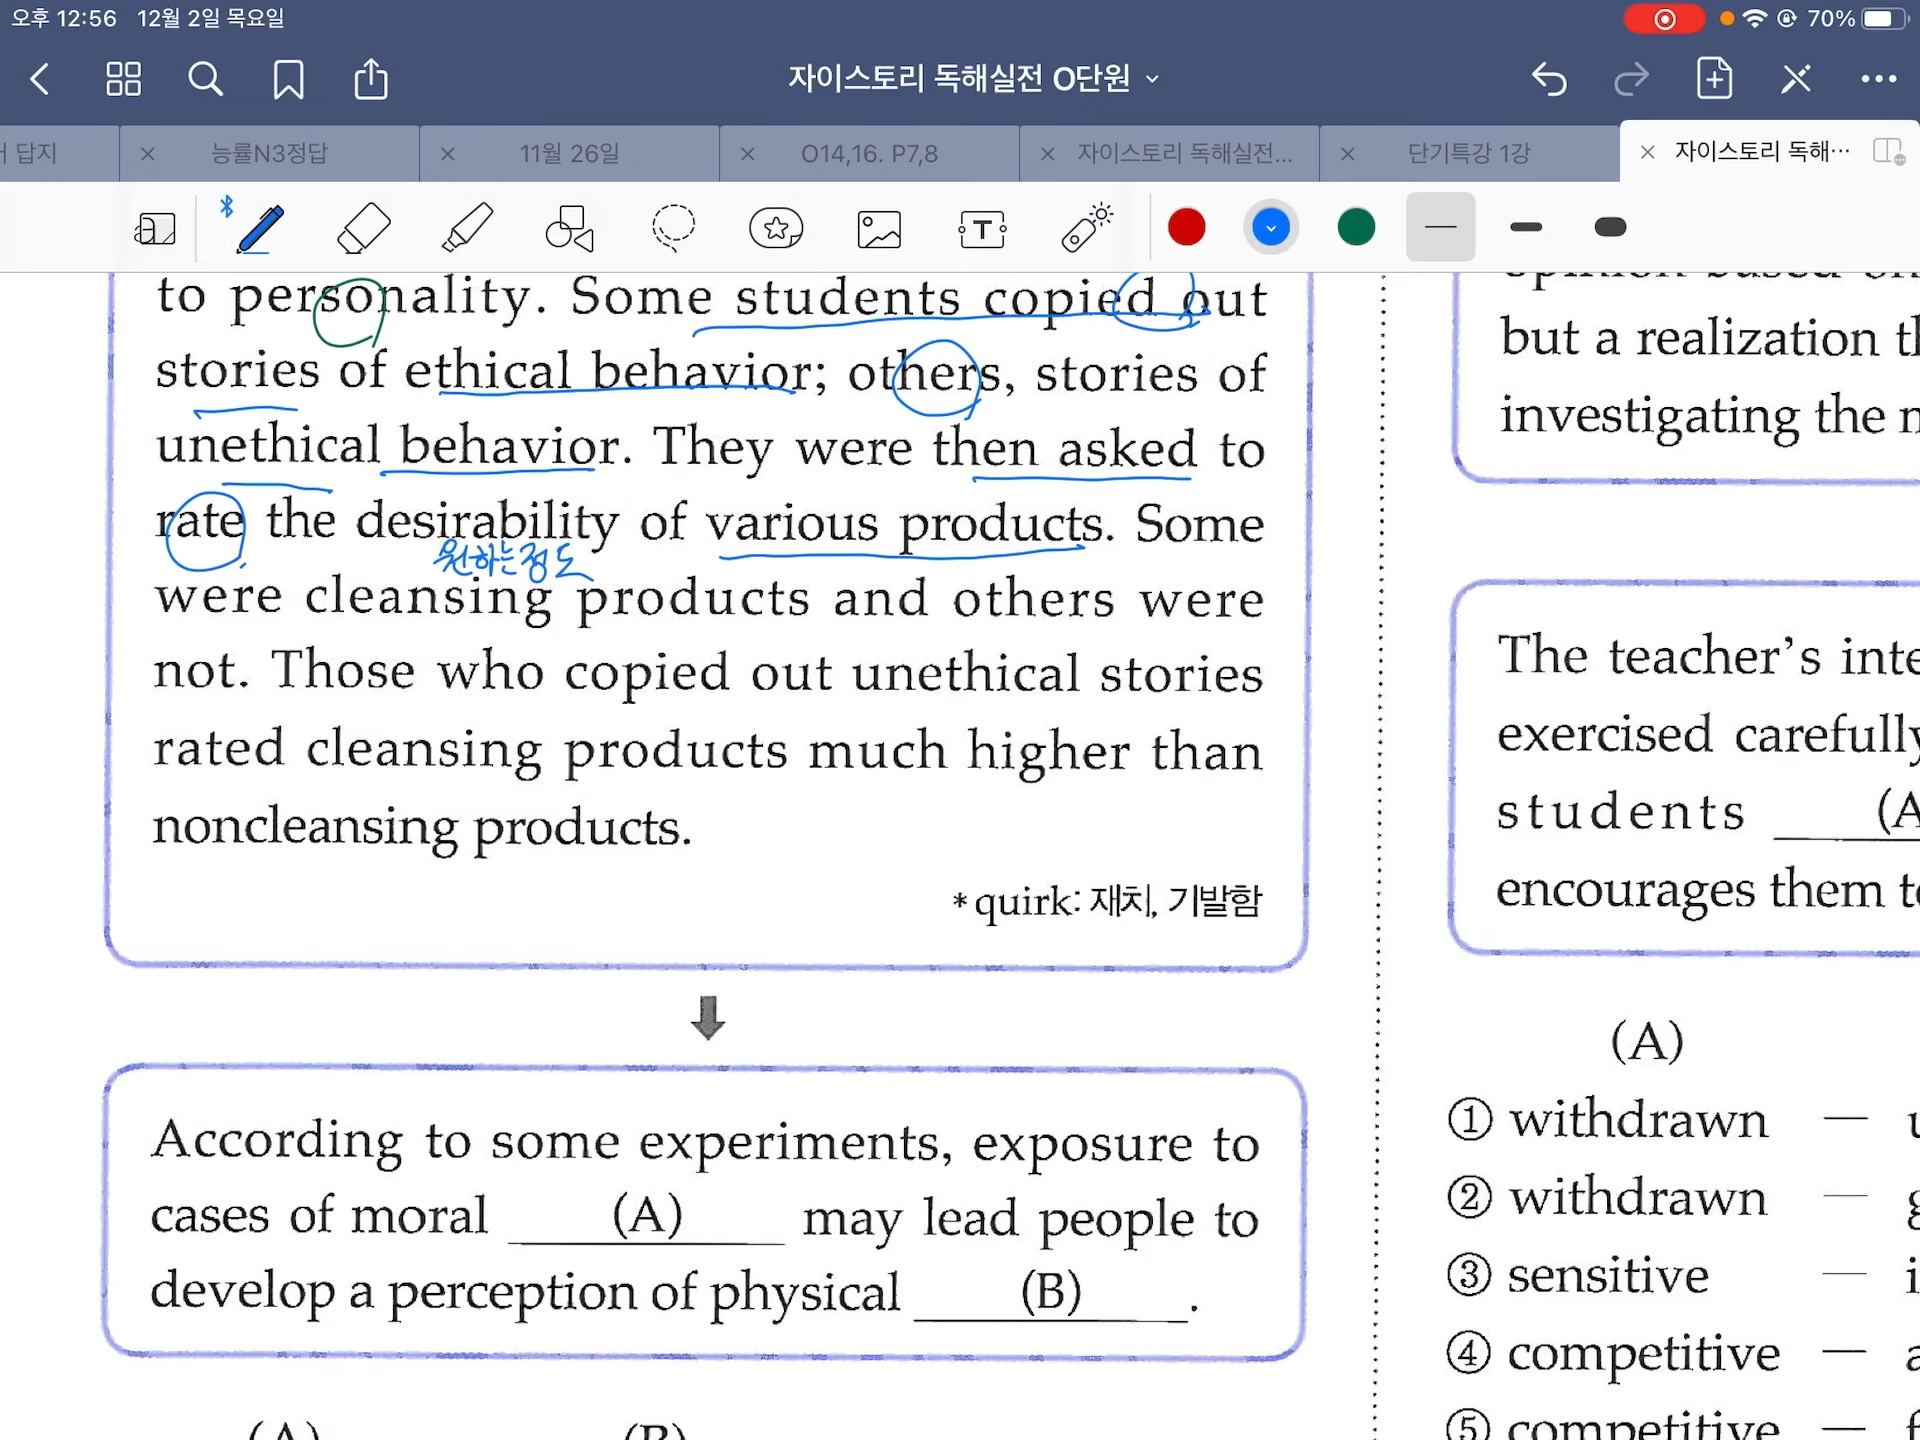 오후 12:56 12월 2일 목요일
70%
자이스토리 독해실전 O단원
답지
능률N3정답
11월 26일
O14,16. P7,8
자이스토리 독해실전...
단기특강 1강
자이스토리 독해...
to personality. Some students copied out
stories of ethical behavior; others, stories of
unethical behavior. They were then asked to
rate the desirability of various products. Some
원하는정도
were cleansing products and others were
not. Those who copied out unethical stories
rated cleansing products much higher than
noncleansing products.
*quirk: 재치, 기발함
According to some experiments, exposure to
cases of moral (A) may lead people to
develop a perception of physical (B) .
(A) (B)
but a realization
investigating the
The teacher's
exercised carefully
students (A
encourages them
(A)
① withdrawn —
② withdrawn —
③ sensitive —
④ competitive —
⑤ competitive —